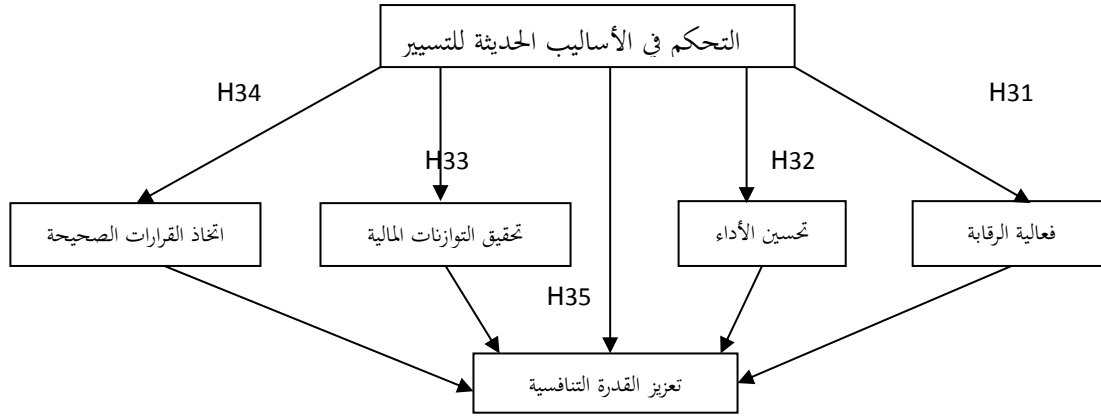 التحكم في الأساليب الحديثة للتسيير
H31
H34
H32
H33
فعالية الرقابة
تحسين الأداء
تحقيق التوازنات المالية
اتخاذ القرارات الصحيحة
H35
تعزيز القدرة التنافسية